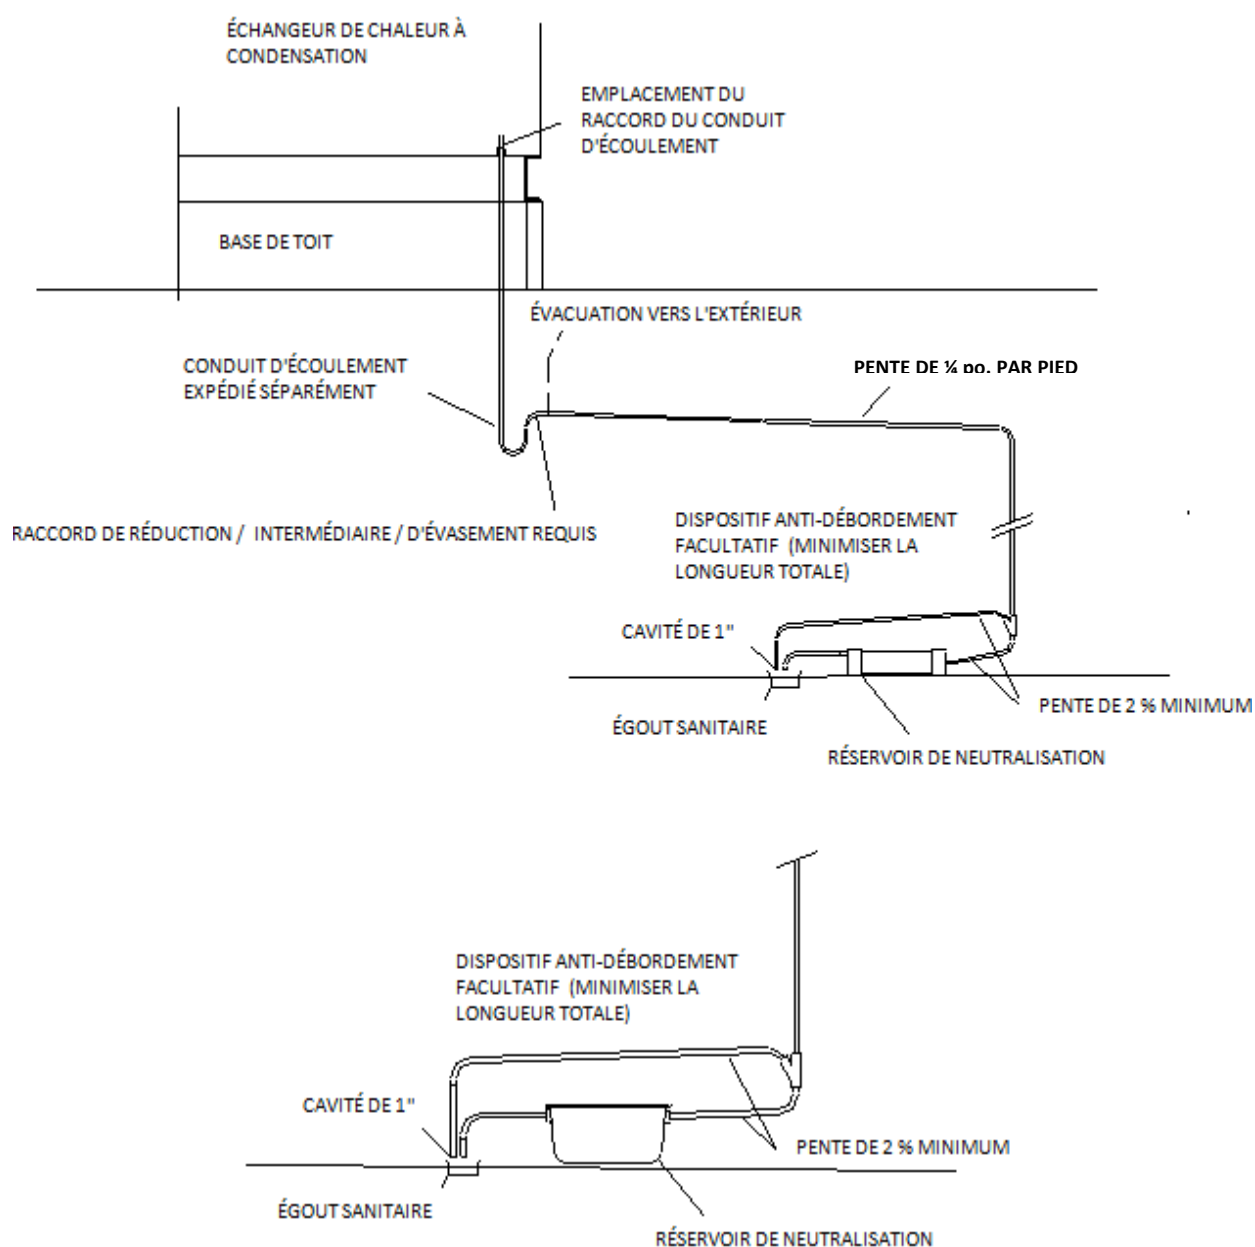 ÉCHANGEUR DE CHALEUR À
CONDENSATION
EMPLACEMENT DU
RACCORD DU CONDUIT
D'ÉCOULEMENT
BASE DE TOIT
ÉVACUATION VERS L'EXTÉRIEUR
CONDUIT D'ÉCOULEMENT
EXPÉDIÉ SÉPARÉMENT
PENTE DE ¼ po. PAR PIED
RACCORD DE RÉDUCTION / INTERMÉDIAIRE / D'ÉVASEMENT REQUIS
DISPOSITIF ANTI-DÉBORDEMENT
FACULTATIF (MINIMISER LA
LONGUEUR TOTALE)
CAVITÉ DE 1"
PENTE DE 2 % MINIMUM
ÉGOUT SANITAIRE
RÉSERVOIR DE NEUTRALISATION
DISPOSITIF ANTI-DÉBORDEMENT
FACULTATIF (MINIMISER LA
LONGUEUR TOTALE)
CAVITÉ DE 1"
PENTE DE 2 % MINIMUM
ÉGOUT SANITAIRE
RÉSERVOIR DE NEUTRALISATION